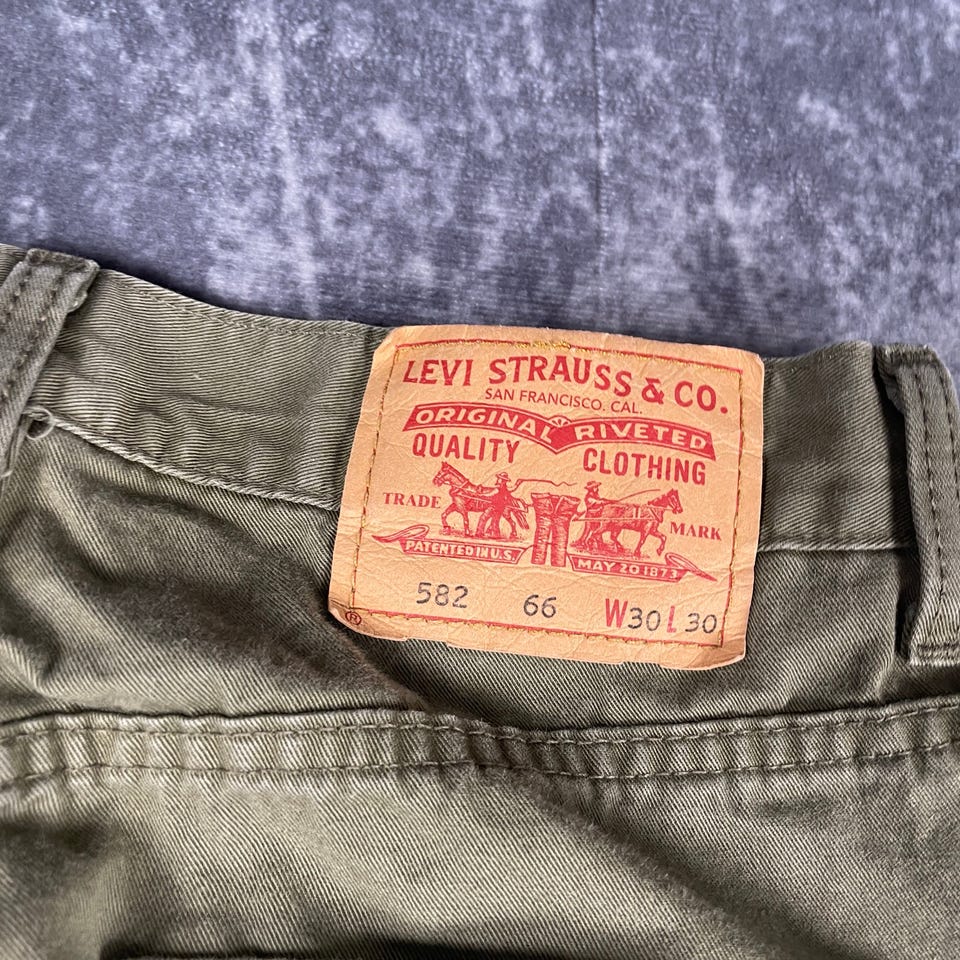 LEVI STRAUSS & CO.
SAN FRANCISCO. CAL.
ORIGINAL RIVETED
QUALITY CLOTHING
TRADE MARK
PATENTED IN U.S. MAY 20 1873
582 66 W30 L30
®